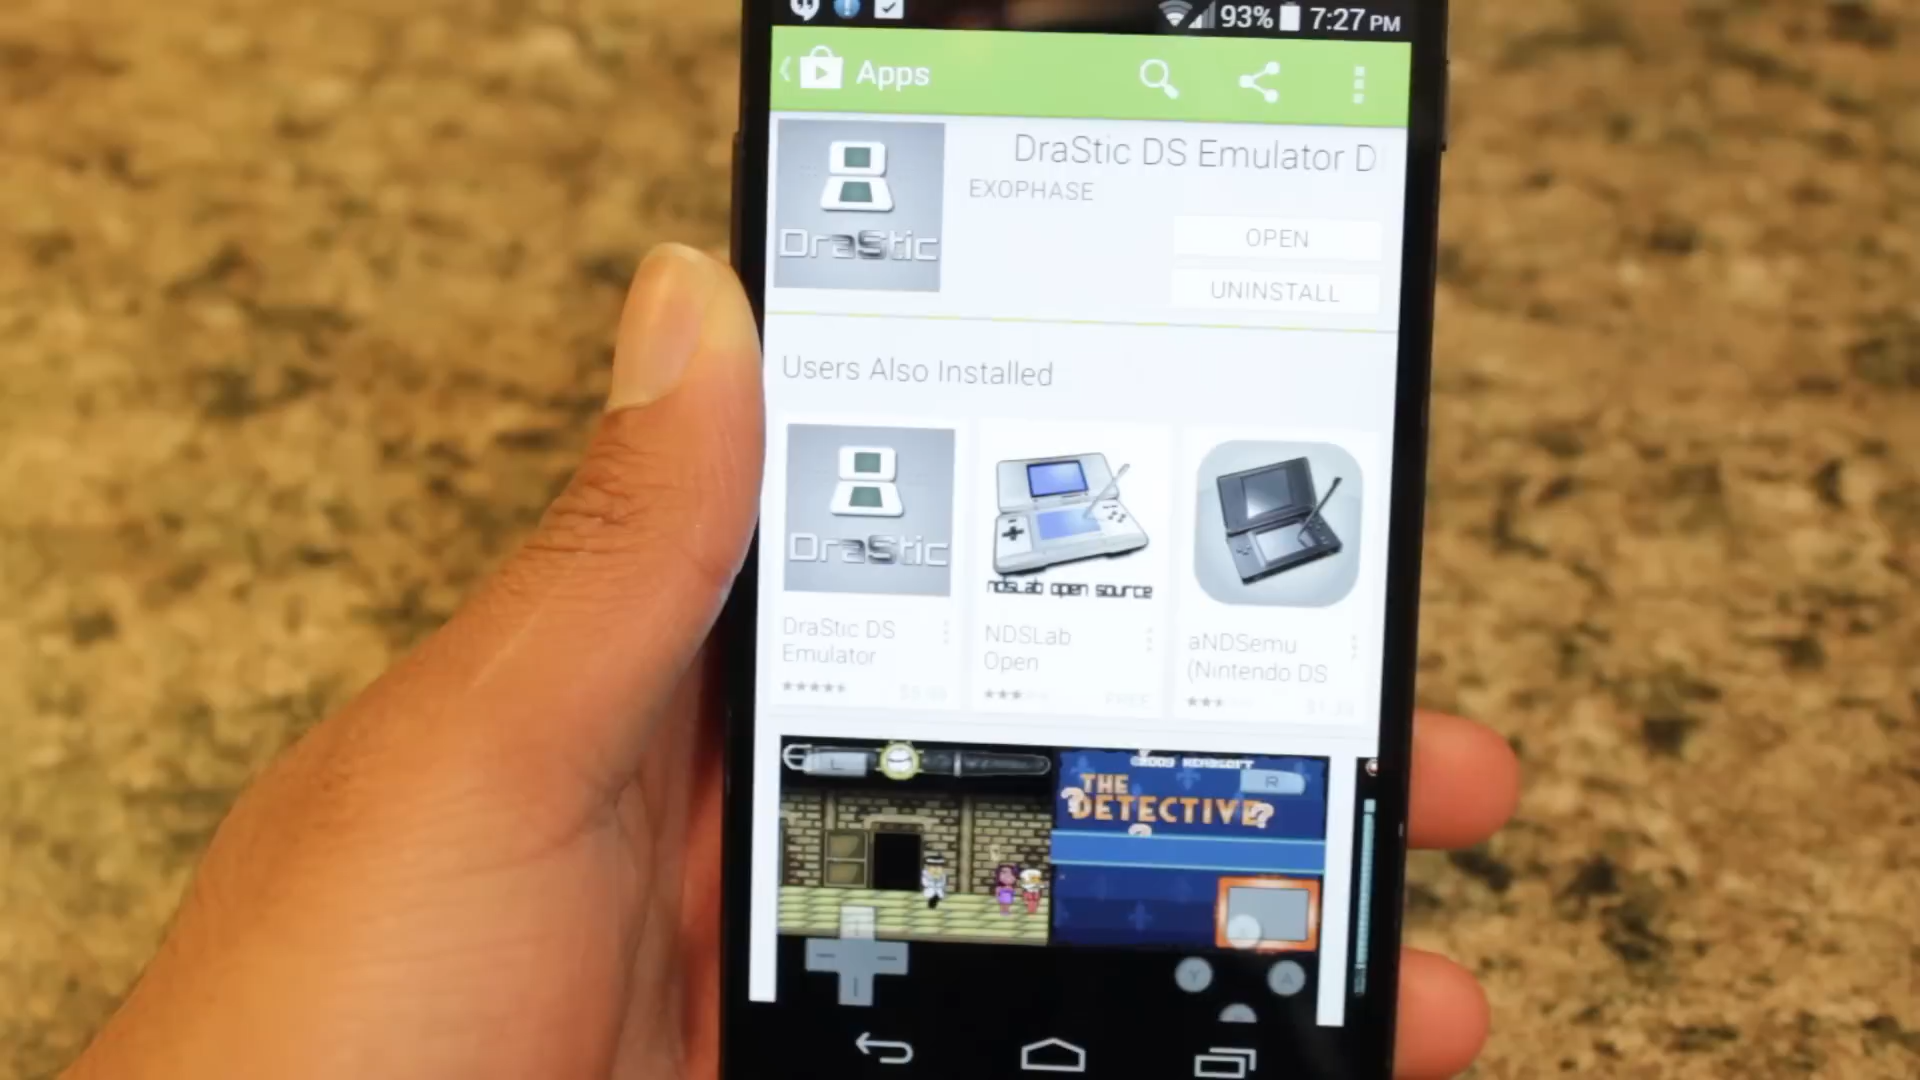 93% 7:27 PM
Apps
DraStic DS Emulator D
EXOPHASE
DraStic
OPEN
UNINSTALL
Users Also Installed
DraStic
ndslab open source
DraStic DS
Emulator
NDSLab
Open
FREE
aNDSemu
(Nintendo DS
L
R
THE
DETECTIVE
Y
A